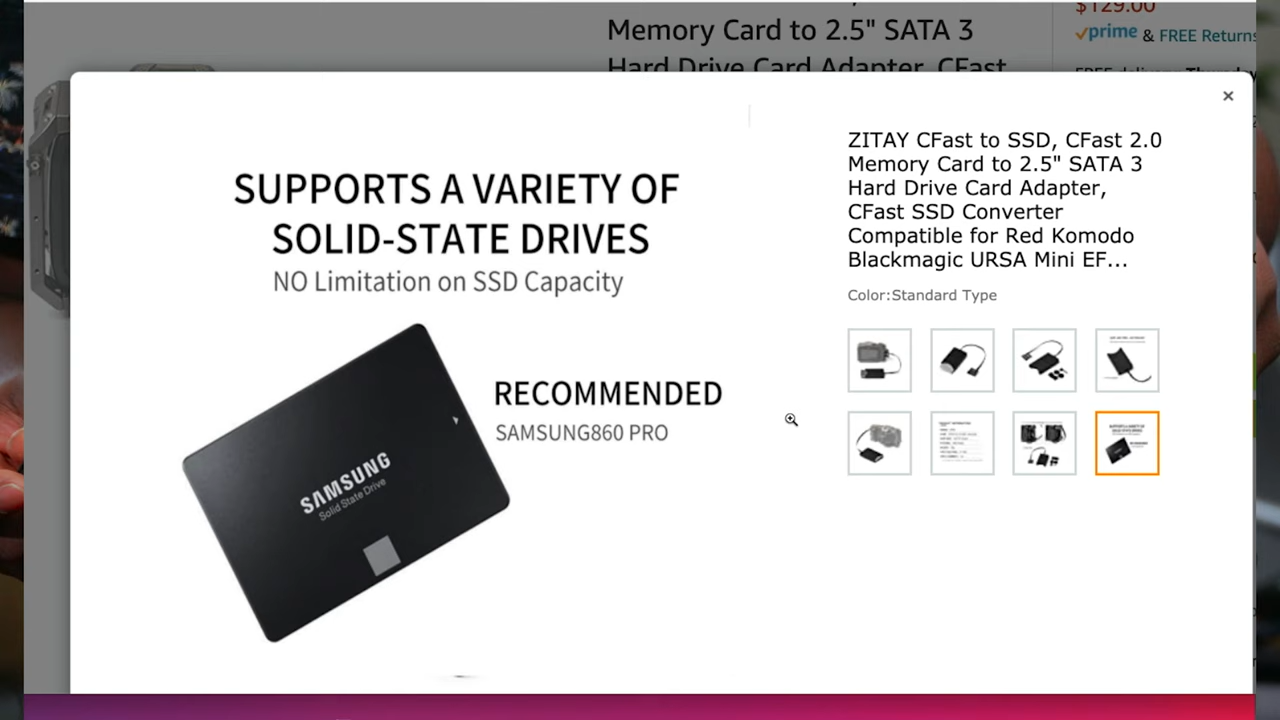 $129.00
Memory Card to 2.5" SATA 3
prime & FREE Returns
Hard Drive Card Adapter, CFast
SUPPORTS A VARIETY OF
SOLID-STATE DRIVES
NO Limitation on SSD Capacity
RECOMMENDED
SAMSUNG860 PRO
SAMSUNG
Solid State Drive
ZITAY CFast to SSD, CFast 2.0
Memory Card to 2.5" SATA 3
Hard Drive Card Adapter,
CFast SSD Converter
Compatible for Red Komodo
Blackmagic URSA Mini EF...
Color:Standard Type